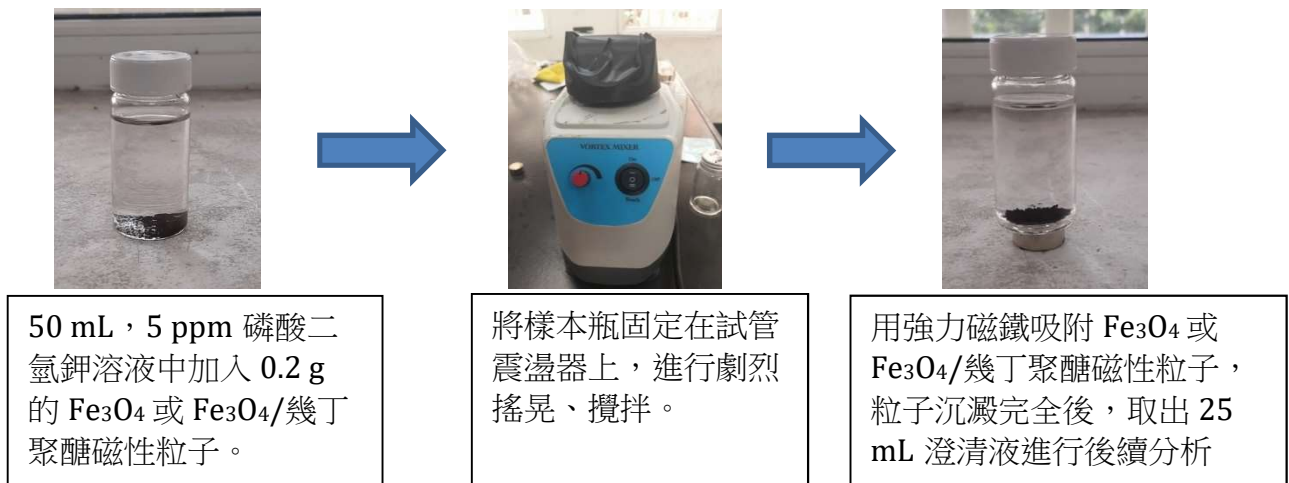 VORTEX MIXER
50 mL，5 ppm 磷酸二
氫鉀溶液中加入 0.2 g
的 Fe3O4 或 Fe3O4/幾丁
聚醣磁性粒子。
將樣本瓶固定在試管
震盪器上，進行劇烈
搖晃、攪拌。
用強力磁鐵吸附 Fe3O4 或
Fe3O4/幾丁聚醣磁性粒子，
粒子沉澱完全後，取出 25
mL 澄清液進行後續分析